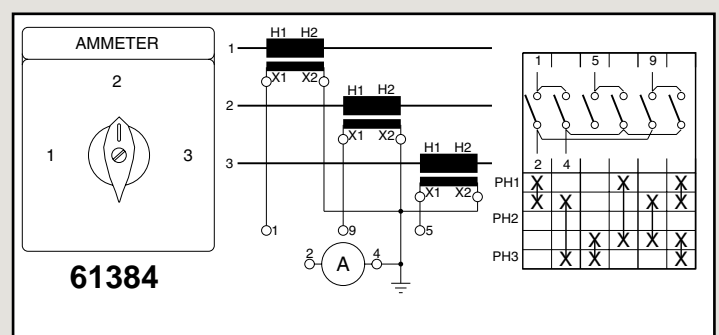 AMMETER
2
1 3
61384
1 H1 H2
X1 X2
2 H1 H2
X1 X2
3 H1 H2
X1 X2
1 9 5
2 A 4
1 5 9
2 4
PH1 X X X
X X X X
PH2
X X X X
PH3 X X X